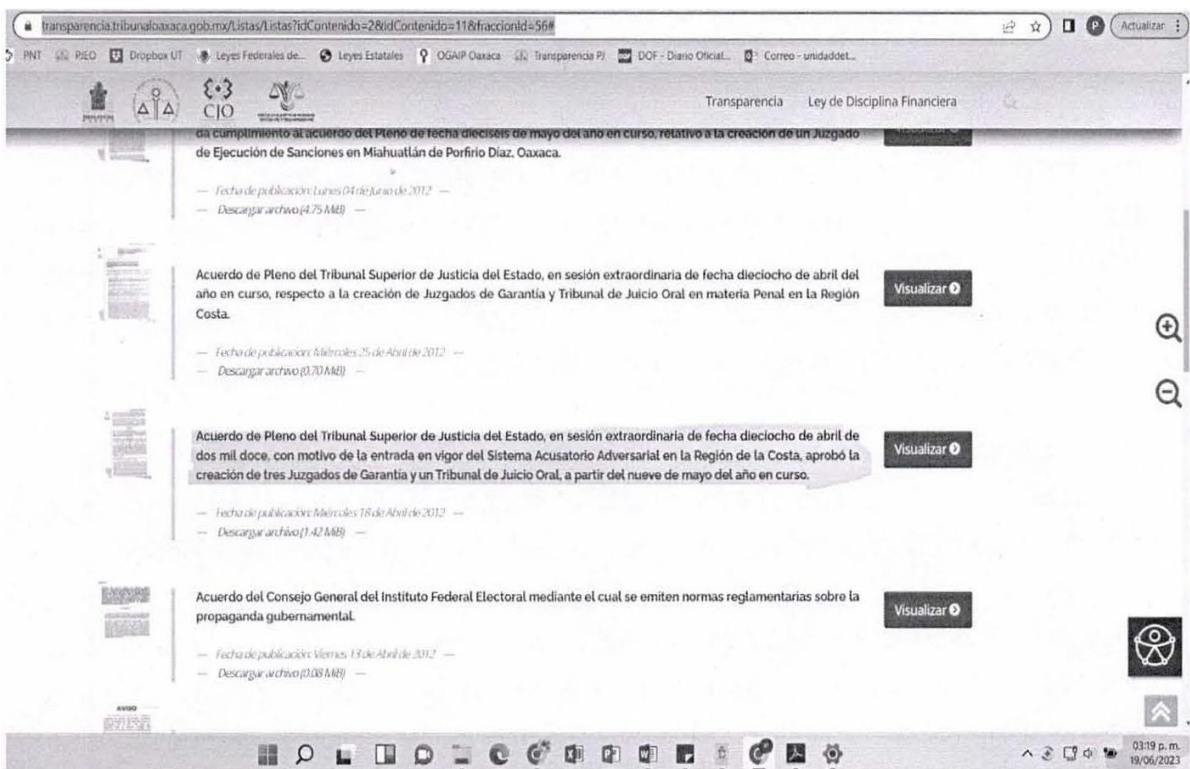 transparencia.tribunaloaxaca.gob.mx/Listas/Listas?idContenido=2&idContenido=11&fraccionId=56#
Actualizar
PNT PJEO Dropbox UT Leyes Federales de... Leyes Estatales OGAIP Oaxaca Transparencia PJ DOF - Diario Oficial... Correo - unidaddet...
CJO
Transparencia Ley de Disciplina Financiera
da cumplimiento al acuerdo del Pleno de fecha dieciséis de mayo del año en curso, relativo a la creación de un Juzgado
de Ejecución de Sanciones en Miahuatlán de Porfirio Díaz, Oaxaca.
Visualizar
— Fecha de publicación: Lunes 04 de Junio de 2012 —
— Descargar archivo (4.75 MiB) —
Acuerdo de Pleno del Tribunal Superior de Justicia del Estado, en sesión extraordinaria de fecha dieciocho de abril del
año en curso, respecto a la creación de Juzgados de Garantía y Tribunal de Juicio Oral en materia Penal en la Región
Costa.
Visualizar
— Fecha de publicación: Miércoles 25 de Abril de 2012 —
— Descargar archivo (0.70 MiB) —
Acuerdo de Pleno del Tribunal Superior de Justicia del Estado, en sesión extraordinaria de fecha dieciocho de abril de
dos mil doce, con motivo de la entrada en vigor del Sistema Acusatorio Adversarial en la Región de la Costa, aprobó la
creación de tres Juzgados de Garantía y un Tribunal de Juicio Oral, a partir del nueve de mayo del año en curso.
Visualizar
— Fecha de publicación: Miércoles 18 de Abril de 2012 —
— Descargar archivo (1.42 MiB) —
Acuerdo del Consejo General del Instituto Federal Electoral mediante el cual se emiten normas reglamentarias sobre la
propaganda gubernamental.
Visualizar
— Fecha de publicación: Viernes 13 de Abril de 2012 —
— Descargar archivo (0.08 MiB) —
AVISO
03:19 p. m.
19/06/2023